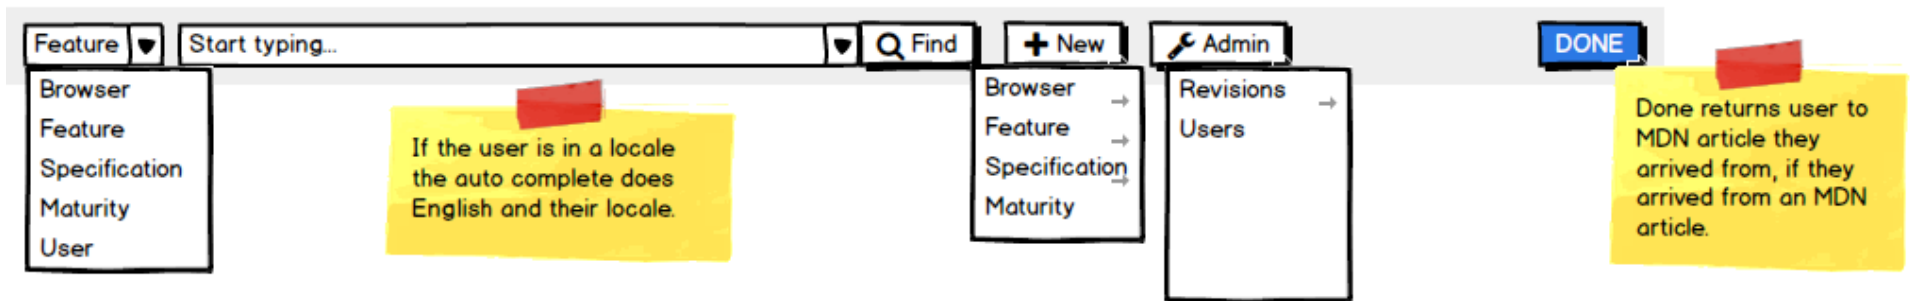 Feature
Start typing...
Find
New
Admin
DONE
Browser
Feature
Specification
Maturity
User
If the user is in a locale
the auto complete does
English and their locale.
Browser
Feature
Specification
Maturity
Revisions
Users
Done returns user to
MDN article they
arrived from, if they
arrived from an MDN
article.